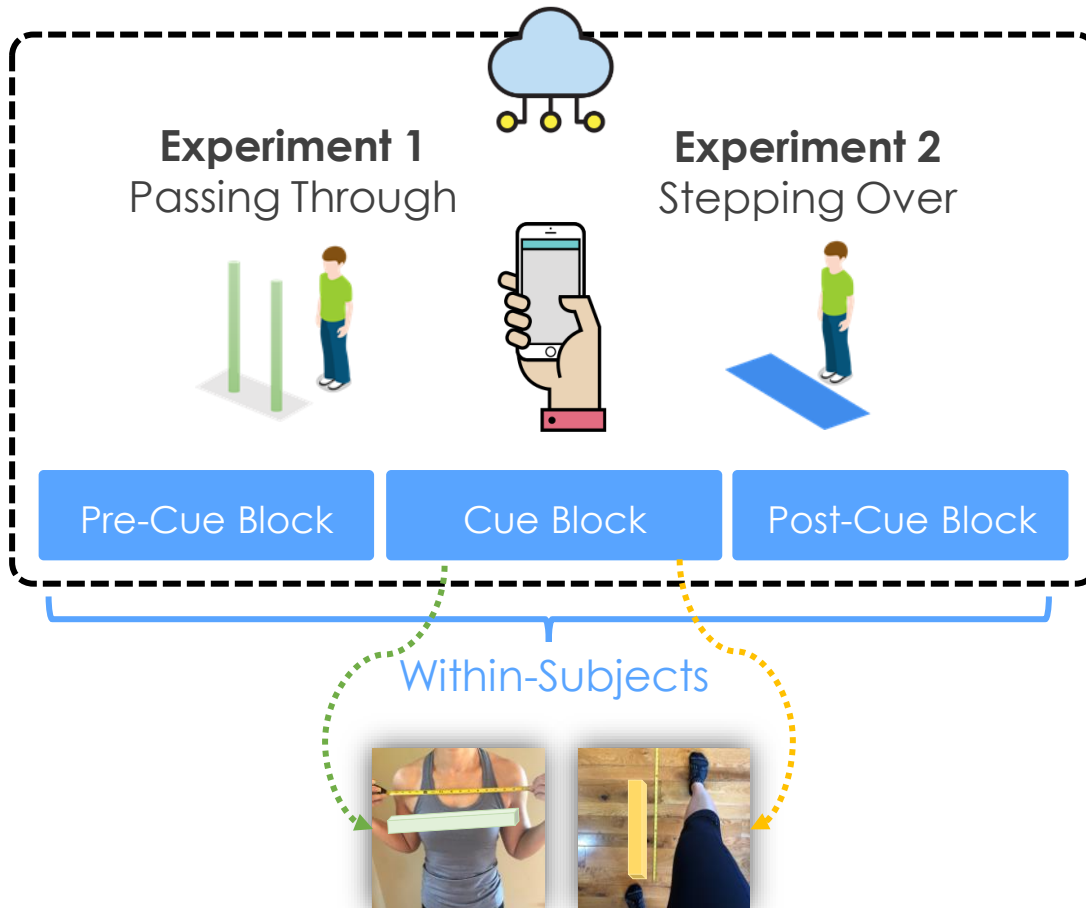 Experiment 1
Passing Through
Experiment 2
Stepping Over
Pre-Cue Block
Cue Block
Post-Cue Block
Within-Subjects